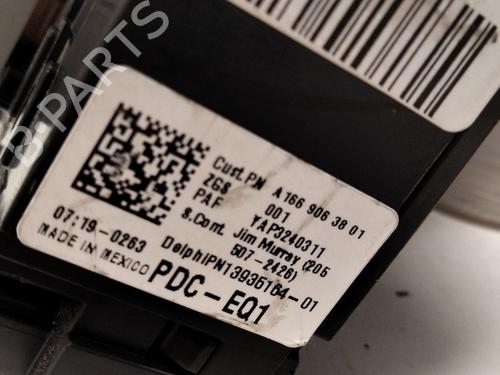 Cust.PN A 166 906 38 01
ZGS 001
PAF YAP3240311
&.Cont. Jim Murray (205
507-2426)
07:19-0263 DelphiPN13935164-01
MADE IN MEXICO PDC-EQ1
B-PARTS